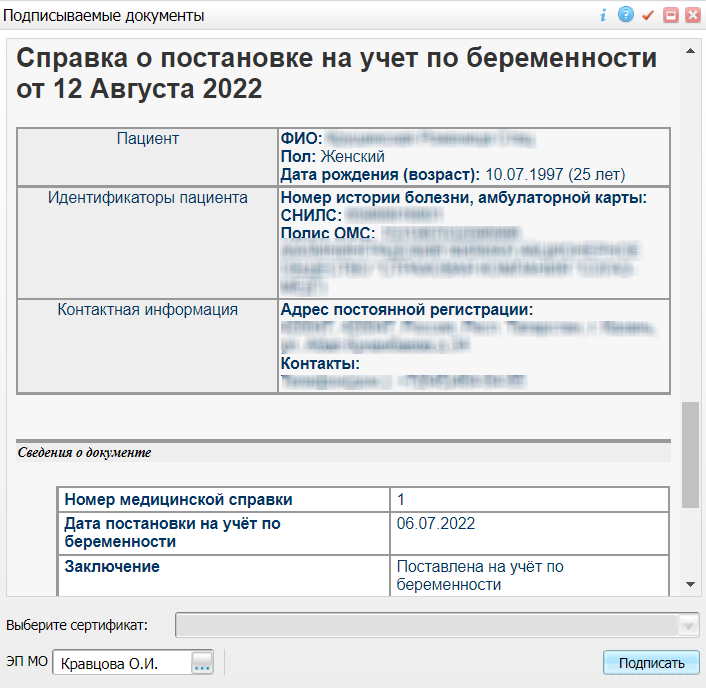 Подписываемые документы
Справка о постановке на учет по беременности
от 12 Августа 2022
Пациент
ФИО:
Пол: Женский
Дата рождения (возраст): 10.07.1997 (25 лет)
Идентификаторы пациента
Номер истории болезни, амбулаторной карты:
СНИЛС:
Полис ОМС:
Контактная информация
Адрес постоянной регистрации:
Контакты:
Сведения о документе
Номер медицинской справки
1
Дата постановки на учёт по
беременности
06.07.2022
Заключение
Поставлена на учёт по
беременности
Выберите сертификат:
ЭП МО
Кравцова О.И.
...
Подписать